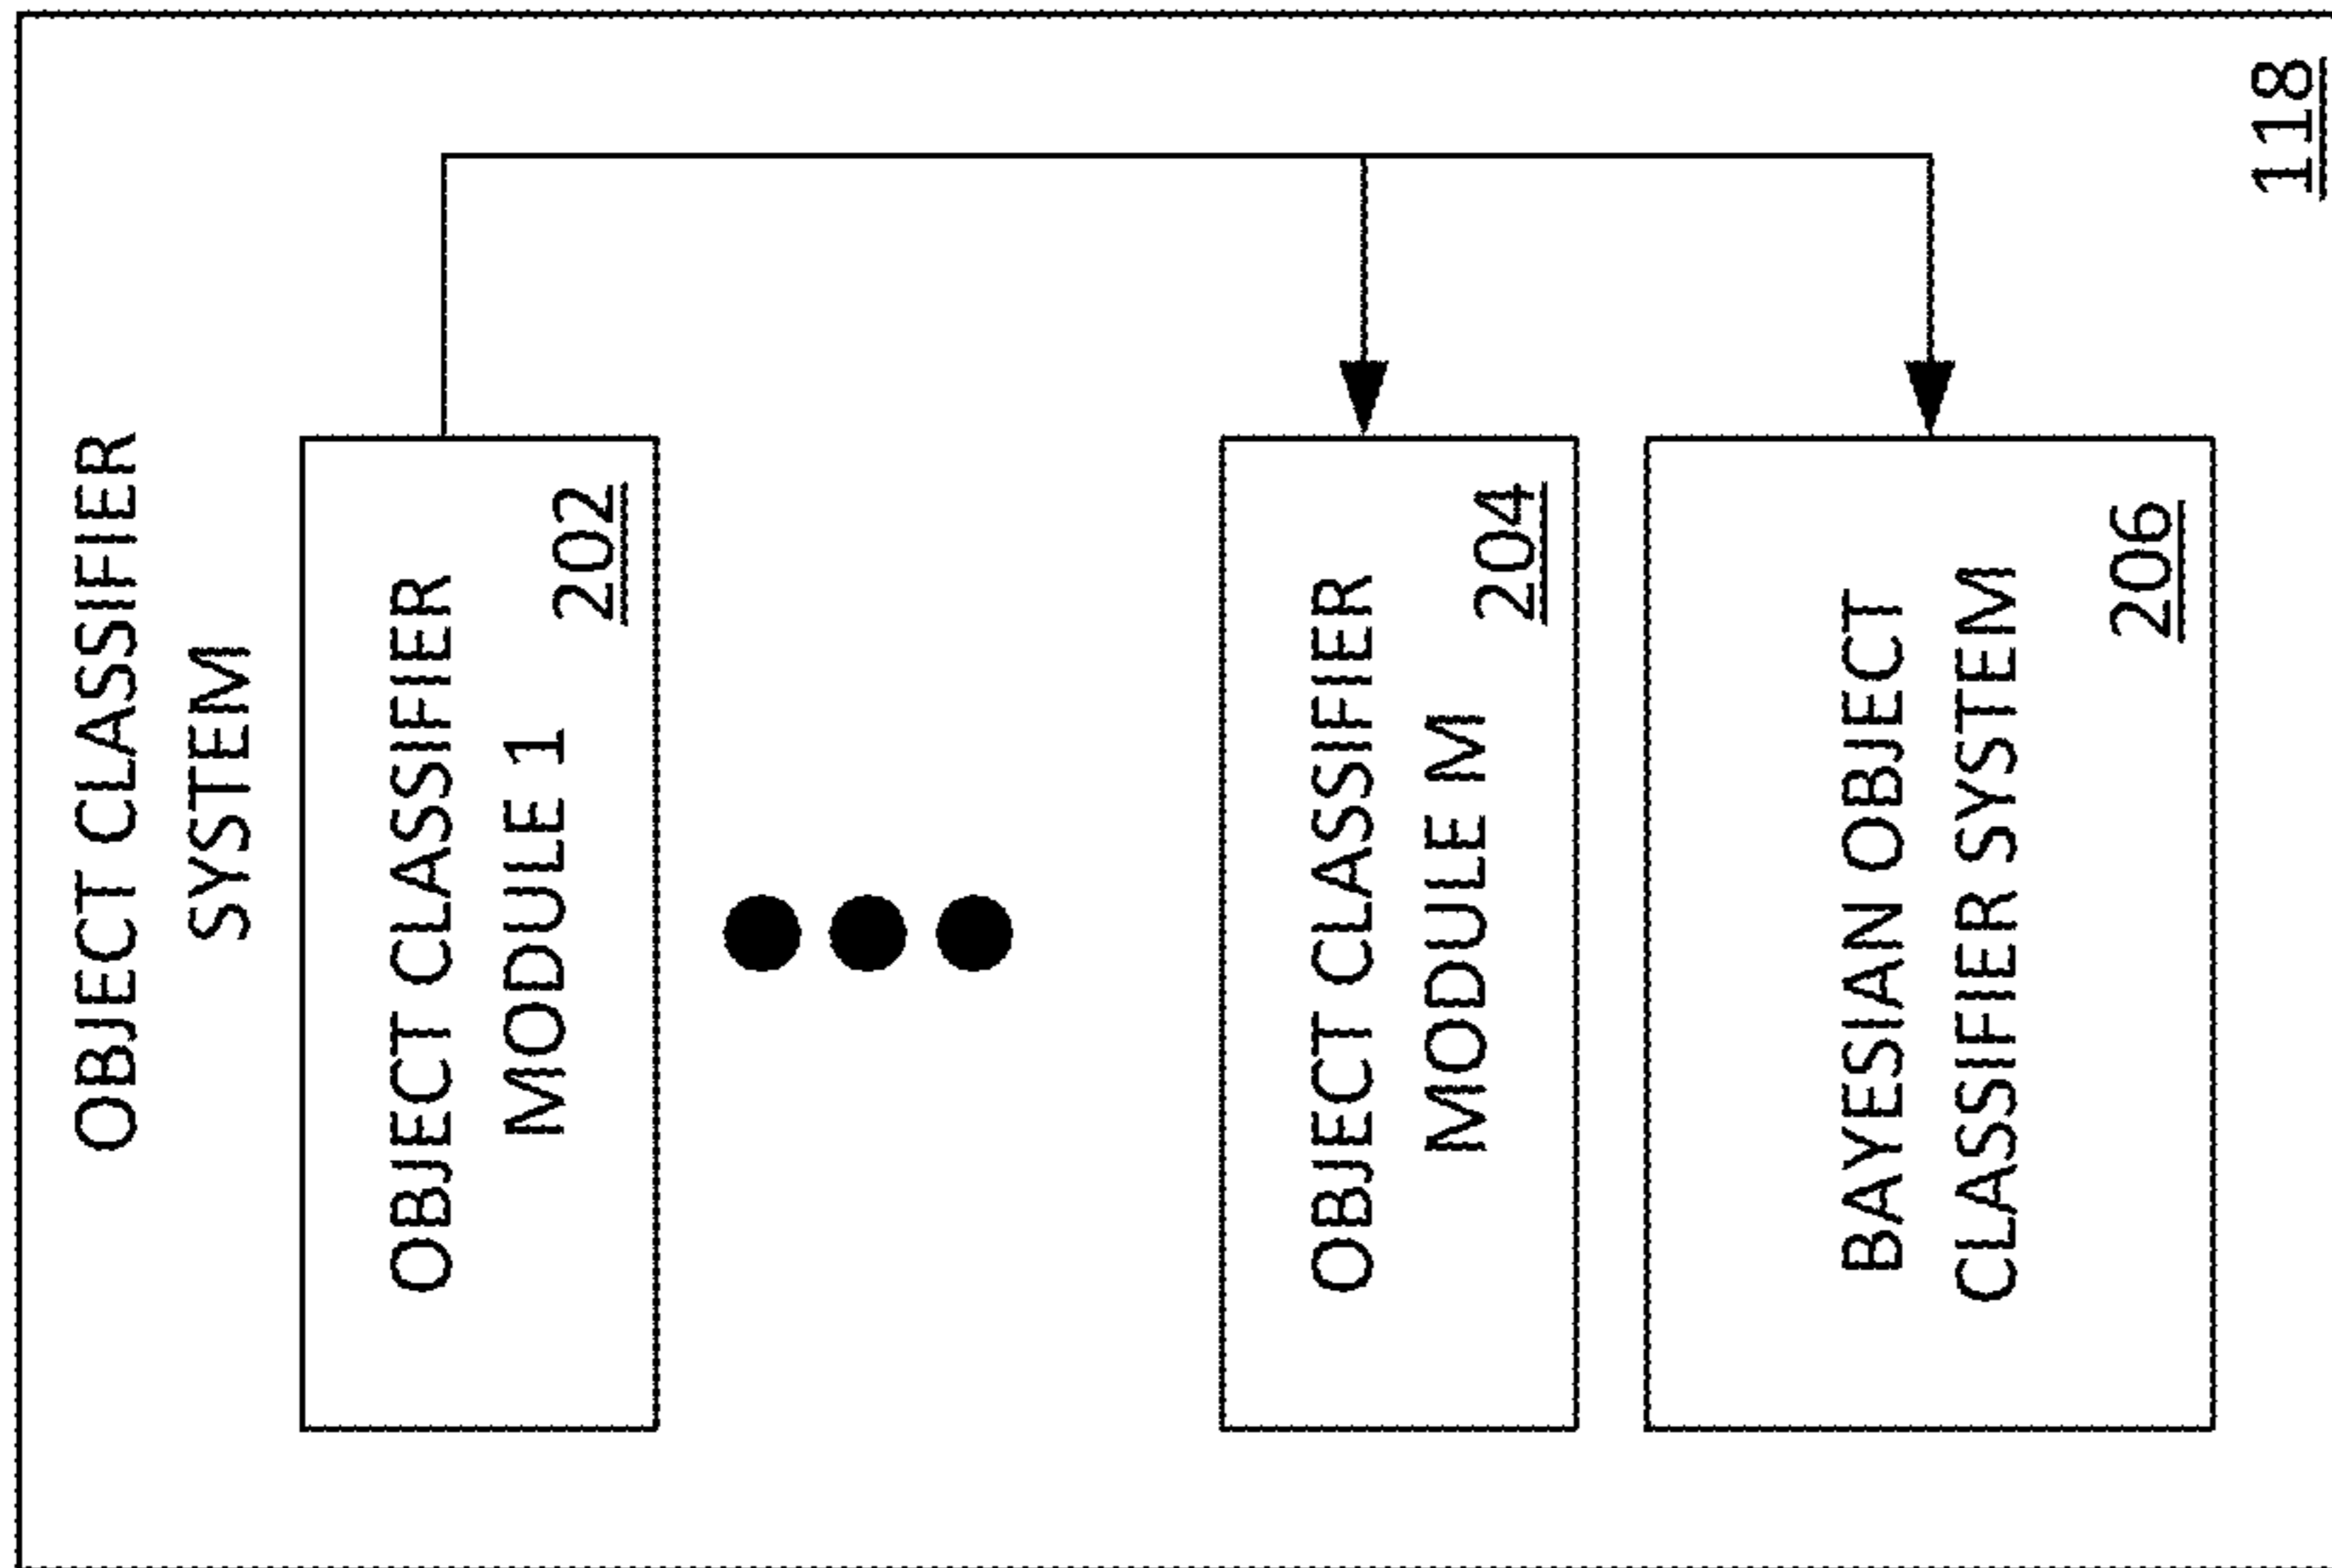 OBJECT CLASSIFIER
SYSTEM
OBJECT CLASSIFIER
MODULE 1
202
OBJECT CLASSIFIER
MODULE M
204
BAYESIAN OBJECT
CLASSIFIER SYSTEM
206
118